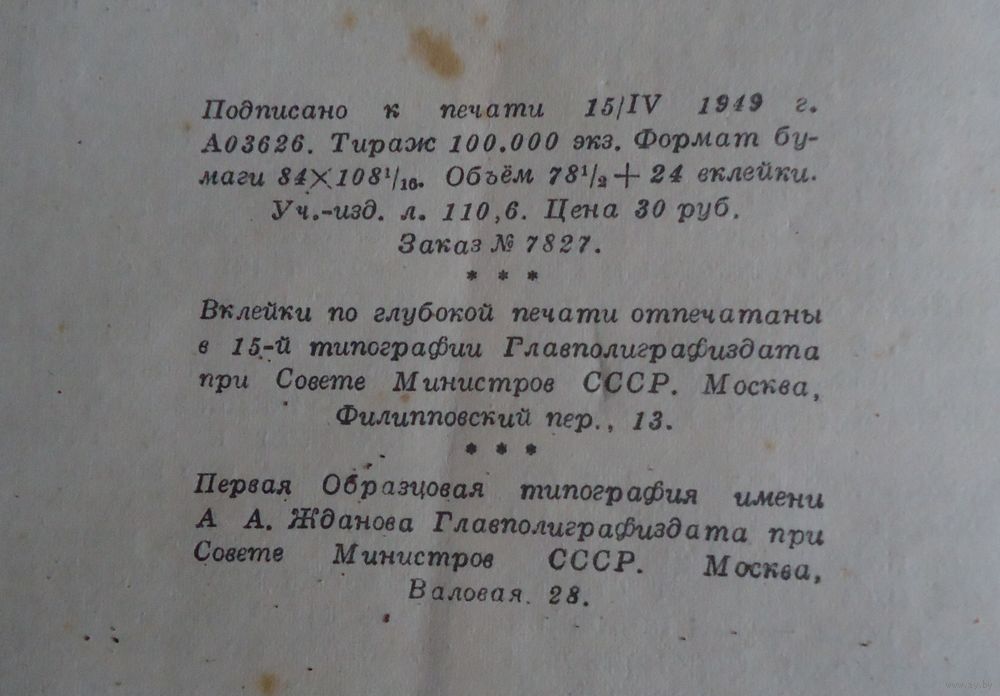 Подписано к печати 15/IV 1949 г.
А03626. Тираж 100.000 экз. Формат бу-
маги 84×108¹/₁₆. Объём 78¹/₂ + 24 вклейки.
Уч.-изд. л. 110,6. Цена 30 руб.
Заказ № 7827.
* * *
Вклейки по глубокой печати отпечатаны
в 15-й типографии Главполиграфиздата
при Совете Министров СССР. Москва,
Филипповский пер., 13.
* * *
Первая Образцовая типография имени
А А. Жданова Главполиграфиздата при
Совете Министров СССР. Москва,
Валовая. 28.
www.ay.by